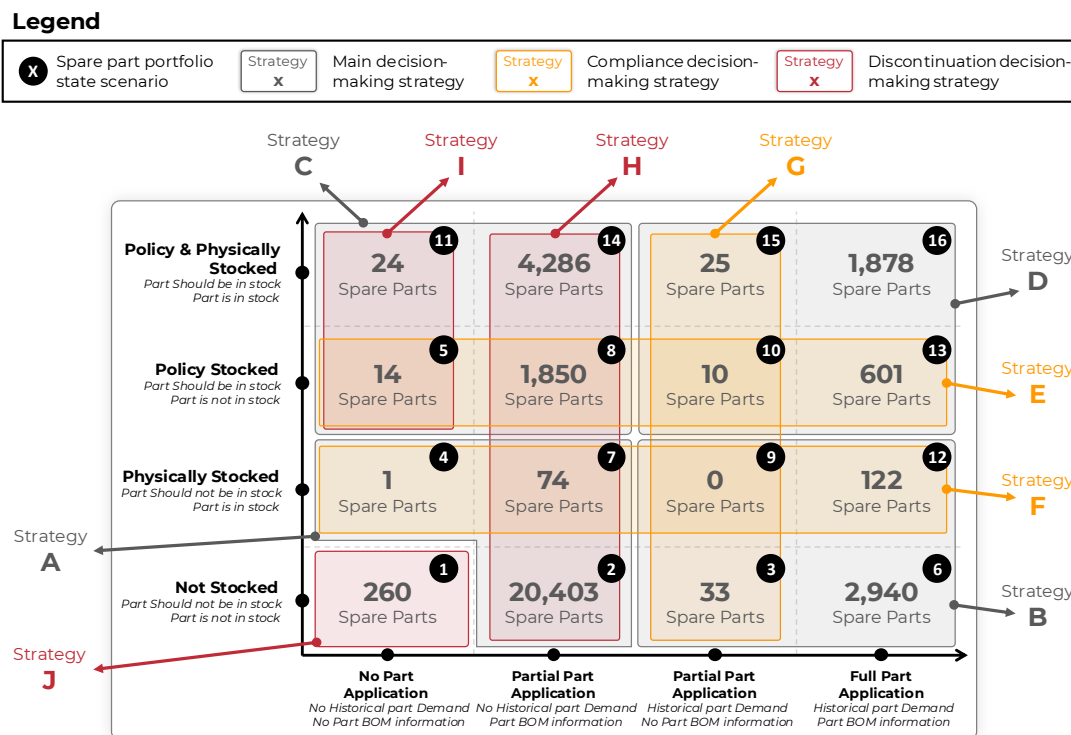 Legend
X
Spare part portfolio
state scenario
Strategy
x
Main decision-
making strategy
Strategy
x
Compliance decision-
making strategy
Strategy
x
Discontinuation decision-
making strategy
Strategy
C
Strategy
I
Strategy
H
Strategy
G
Policy & Physically
Stocked
Part Should be in stock
Part is in stock
11
24
Spare Parts
14
4,286
Spare Parts
15
25
Spare Parts
16
1,878
Spare Parts
Strategy
D
Policy Stocked
Part Should be in stock
Part is not in stock
5
14
Spare Parts
8
1,850
Spare Parts
10
10
Spare Parts
13
601
Spare Parts
Strategy
E
Physically Stocked
Part Should not be in stock
Part is in stock
4
1
Spare Parts
7
74
Spare Parts
9
0
Spare Parts
12
122
Spare Parts
Strategy
F
Strategy
A
Not Stocked
Part Should not be in stock
Part is not in stock
1
260
Spare Parts
2
20,403
Spare Parts
3
33
Spare Parts
6
2,940
Spare Parts
Strategy
B
Strategy
J
No Part
Application
No Historical part Demand
No Part BOM information
Partial Part
Application
No Historical part Demand
Part BOM information
Partial Part
Application
Historical part Demand
No Part BOM information
Full Part
Application
Historical part Demand
Part BOM information